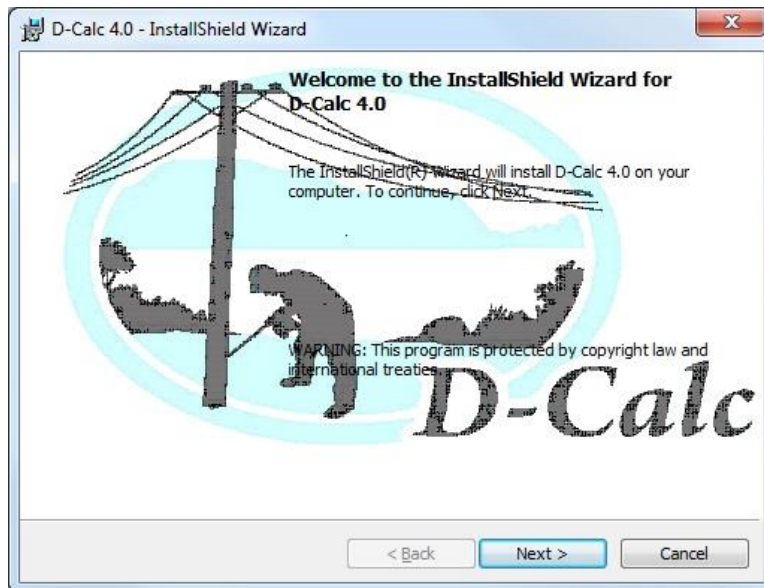 D-Calc 4.0 - InstallShield Wizard
Welcome to the InstallShield Wizard for
D-Calc 4.0
The InstallShield(R) Wizard will install D-Calc 4.0 on your
computer. To continue, click Next.
WARNING: This program is protected by copyright law and
international treaties.
D-Calc
< Back
Next >
Cancel